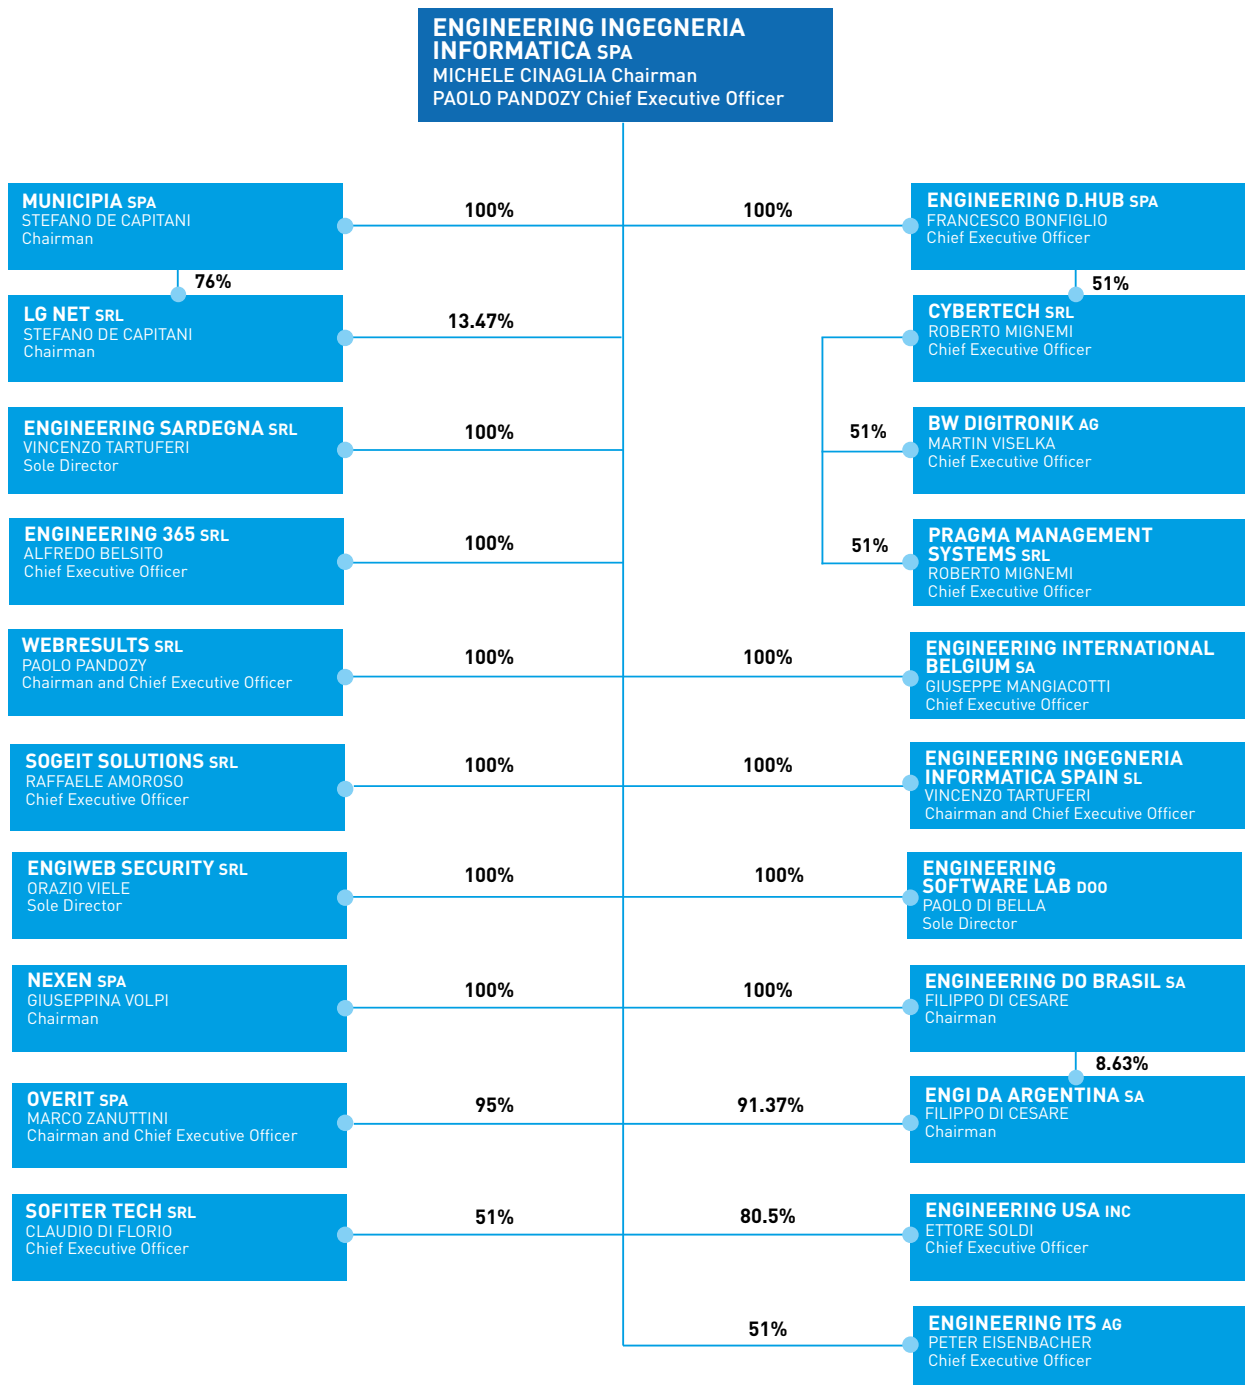 ENGINEERING INGEGNERIA
INFORMATICA SPA
MICHELE CINAGLIA Chairman
PAOLO PANDOZY Chief Executive Officer
MUNICIPIA SPA
STEFANO DE CAPITANI
Chairman
100%
100%
ENGINEERING D.HUB SPA
FRANCESCO BONFIGLIO
Chief Executive Officer
76%
51%
LG NET SRL
STEFANO DE CAPITANI
Chairman
13.47%
CYBERTECH SRL
ROBERTO MIGNEMI
Chief Executive Officer
ENGINEERING SARDEGNA SRL
VINCENZO TARTUFERI
Sole Director
100%
51%
BW DIGITRONIK AG
MARTIN VISELKA
Chief Executive Officer
ENGINEERING 365 SRL
ALFREDO BELSITO
Chief Executive Officer
100%
51%
PRAGMA MANAGEMENT
SYSTEMS SRL
ROBERTO MIGNEMI
Chief Executive Officer
WEBRESULTS SRL
PAOLO PANDOZY
Chairman and Chief Executive Officer
100%
100%
ENGINEERING INTERNATIONAL
BELGIUM SA
GIUSEPPE MANGIACOTTI
Chief Executive Officer
SOGEIT SOLUTIONS SRL
RAFFAELE AMOROSO
Chief Executive Officer
100%
100%
ENGINEERING INGEGNERIA
INFORMATICA SPAIN SL
VINCENZO TARTUFERI
Chairman and Chief Executive Officer
ENGIWEB SECURITY SRL
ORAZIO VIELE
Sole Director
100%
100%
ENGINEERING
SOFTWARE LAB DOO
PAOLO DI BELLA
Sole Director
NEXEN SPA
GIUSEPPINA VOLPI
Chairman
100%
100%
ENGINEERING DO BRASIL SA
FILIPPO DI CESARE
Chairman
8.63%
OVERIT SPA
MARCO ZANUTTINI
Chairman and Chief Executive Officer
95%
91.37%
ENGI DA ARGENTINA SA
FILIPPO DI CESARE
Chairman
SOFITER TECH SRL
CLAUDIO DI FLORIO
Chief Executive Officer
51%
80.5%
ENGINEERING USA INC
ETTORE SOLDI
Chief Executive Officer
51%
ENGINEERING ITS AG
PETER EISENBACHER
Chief Executive Officer